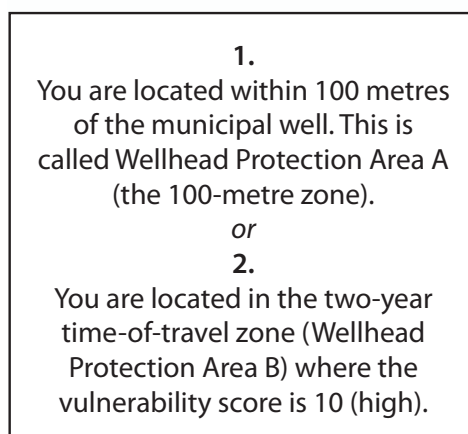 1.
You are located within 100 metres
of the municipal well. This is
called Wellhead Protection Area A
(the 100-metre zone).
or
2.
You are located in the two-year
time-of-travel zone (Wellhead
Protection Area B) where the
vulnerability score is 10 (high).